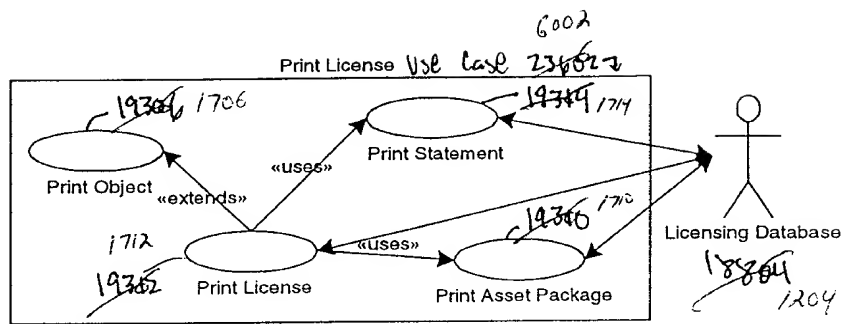 6002
Print License Use Case
1706
1714
Print Statement
«uses»
Print Object
«extends»
1710
1712
«uses»
Licensing Database
Print License
Print Asset Package
1204